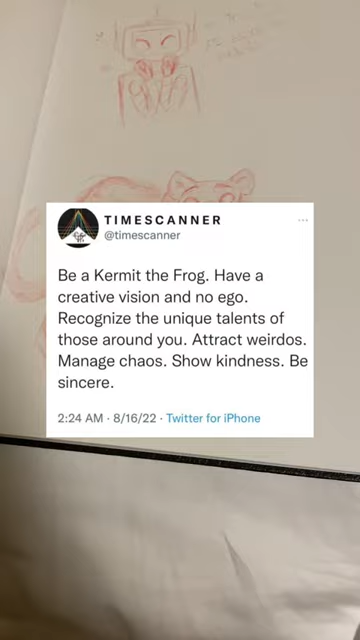 TIMESCANNER
@timescanner
Be a Kermit the Frog. Have a
creative vision and no ego.
Recognize the unique talents of
those around you. Attract weirdos.
Manage chaos. Show kindness. Be
sincere.
2:24 AM · 8/16/22 · Twitter for iPhone